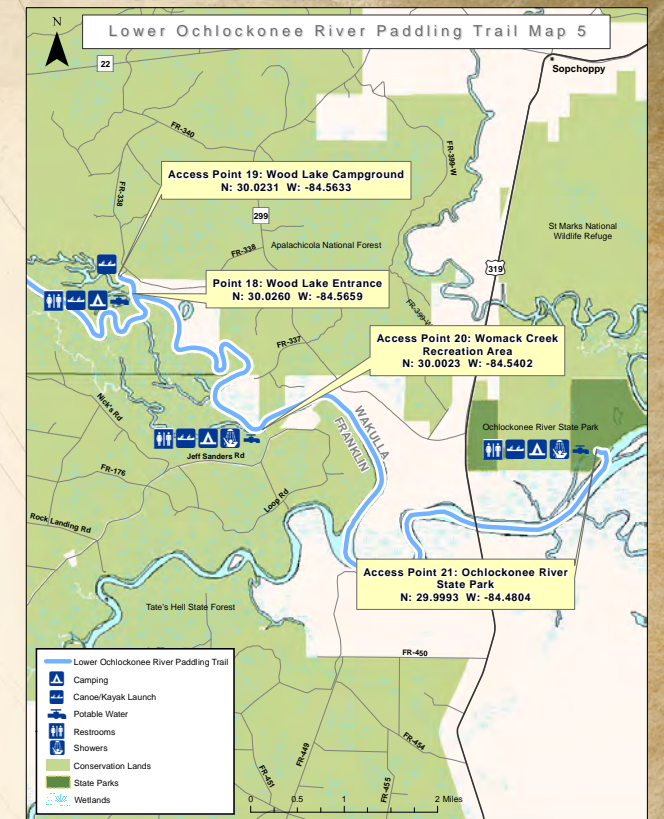 N
Lower Ochlockonee River Paddling Trail Map 5
22
Sopchoppy
FR-340
FR-399-W
Access Point 19: Wood Lake Campground
N: 30.0231 W: -84.5633
FR-338
299
St Marks National
Wildlife Refuge
FR-338
Apalachicola National Forest
319
Point 18: Wood Lake Entrance
N: 30.0260 W: -84.5659
FR-399-W
FR-337
Access Point 20: Womack Creek
Recreation Area
N: 30.0023 W: -84.5402
Nick's Rd
WAKULLA
FRANKLIN
Ochlockonee River State Park
Jeff Sanders Rd
FR-176
Loop Rd
Rock Landing Rd
Access Point 21: Ochlockonee River
State Park
N: 29.9993 W: -84.4804
Tate's Hell State Forest
FR-450
Lower Ochlockonee River Paddling Trail
Camping
Canoe/Kayak Launch
Potable Water
Restrooms
Showers
Conservation Lands
State Parks
Wetlands
FR-449
FR-454
FR-451
FR-455
0 0.5 1 2 Miles